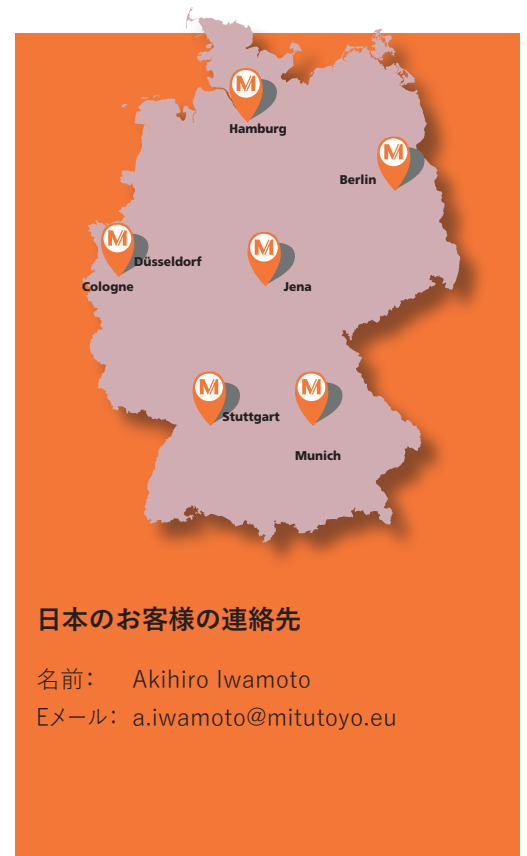 M
Hamburg
M
Berlin
M
Düsseldorf
Cologne
M
Jena
M
Stuttgart
M
Munich
日本のお客様の連絡先
名前： Akihiro Iwamoto
Eメール： a.iwamoto@mitutoyo.eu